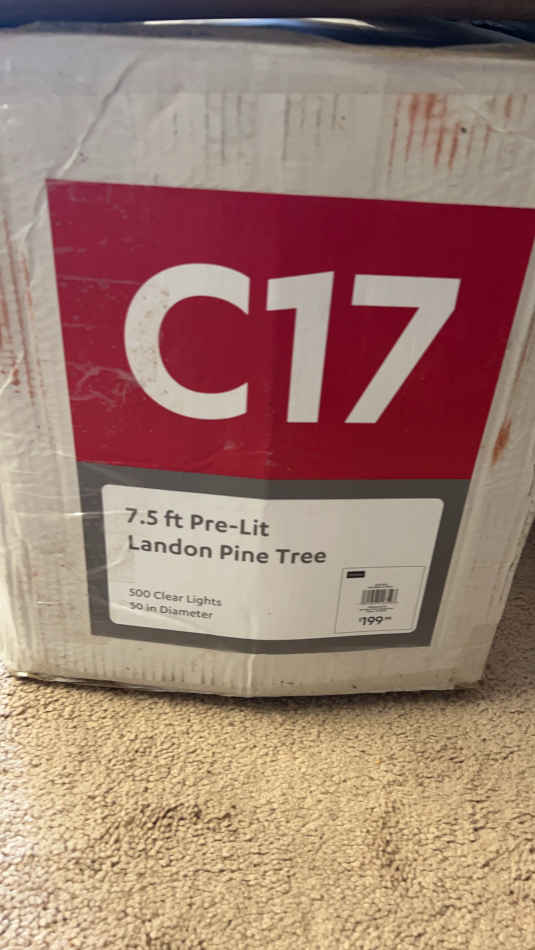 C17
7.5 ft Pre-Lit
Landon Pine Tree
500 Clear Lights
50 in Diameter
$199